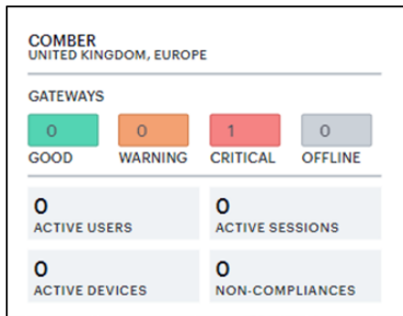 COMBER
UNITED KINGDOM, EUROPE
GATEWAYS
0 0 1 0
GOOD WARNING CRITICAL OFFLINE
0 0
ACTIVE USERS ACTIVE SESSIONS
0 0
ACTIVE DEVICES NON-COMPLIANCES